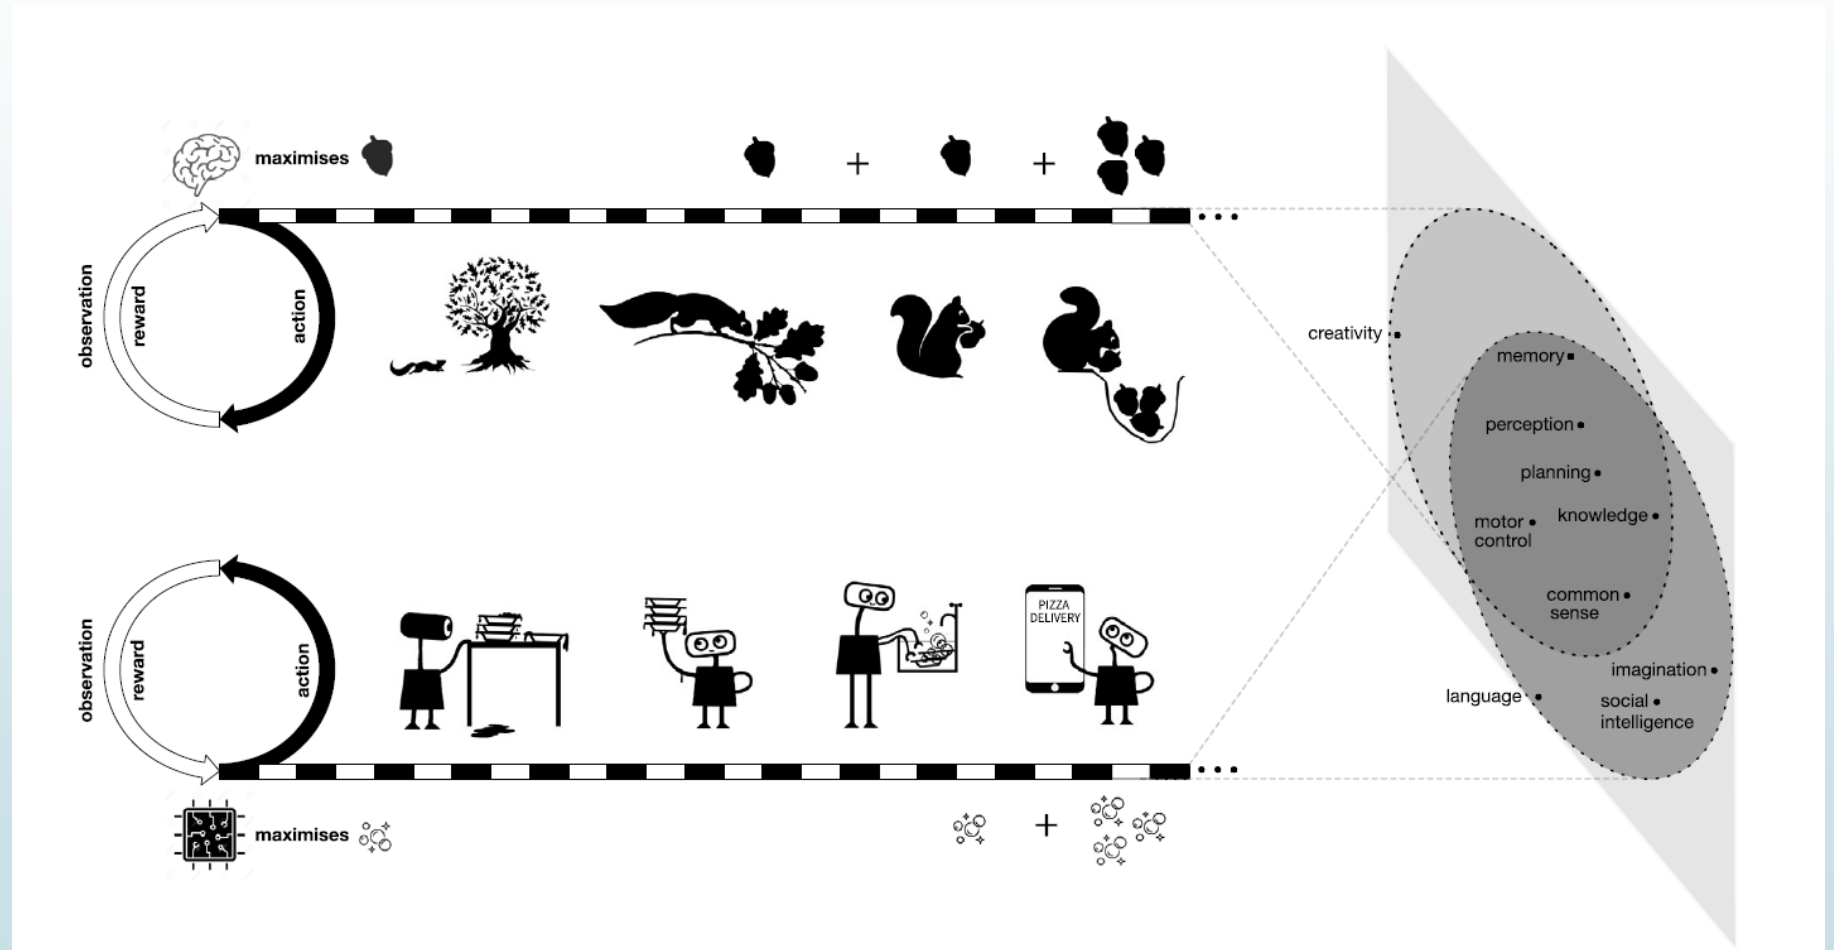 maximises
+
+
observation
reward
action
creativity
memory
perception
planning
motor
control
knowledge
common
sense
imagination
language
social
intelligence
observation
reward
action
PIZZA
DELIVERY
maximises
+